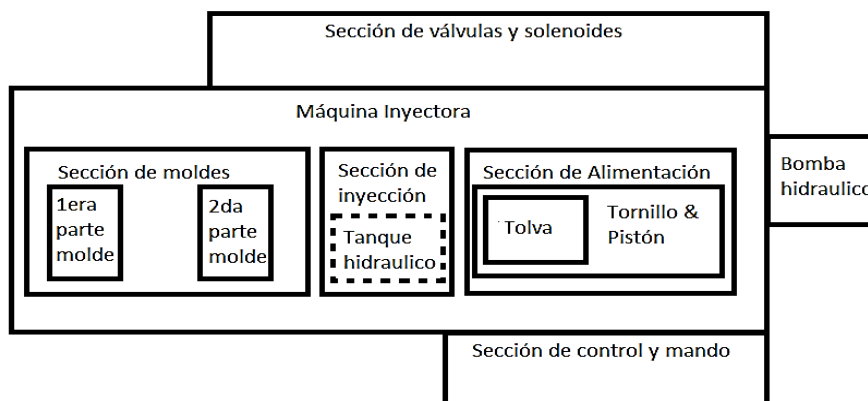 Sección de válvulas y solenoides
Máquina Inyectora
Sección de moldes
1era
parte
molde
2da
parte
molde
Sección de
inyección
Tanque
hidraulico
Sección de Alimentación
Tolva
Tornillo &
Pistón
Bomba
hidraulico
Sección de control y mando